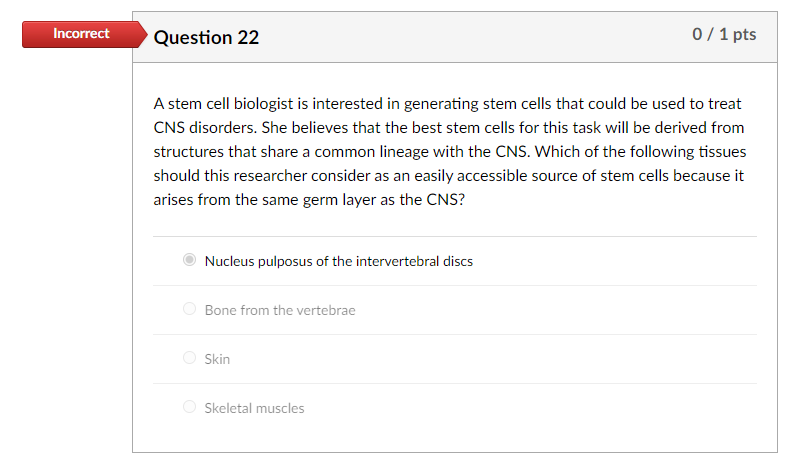 Incorrect
Question 22
0 / 1 pts
A stem cell biologist is interested in generating stem cells that could be used to treat
CNS disorders. She believes that the best stem cells for this task will be derived from
structures that share a common lineage with the CNS. Which of the following tissues
should this researcher consider as an easily accessible source of stem cells because it
arises from the same germ layer as the CNS?
Nucleus pulposus of the intervertebral discs
Bone from the vertebrae
Skin
Skeletal muscles